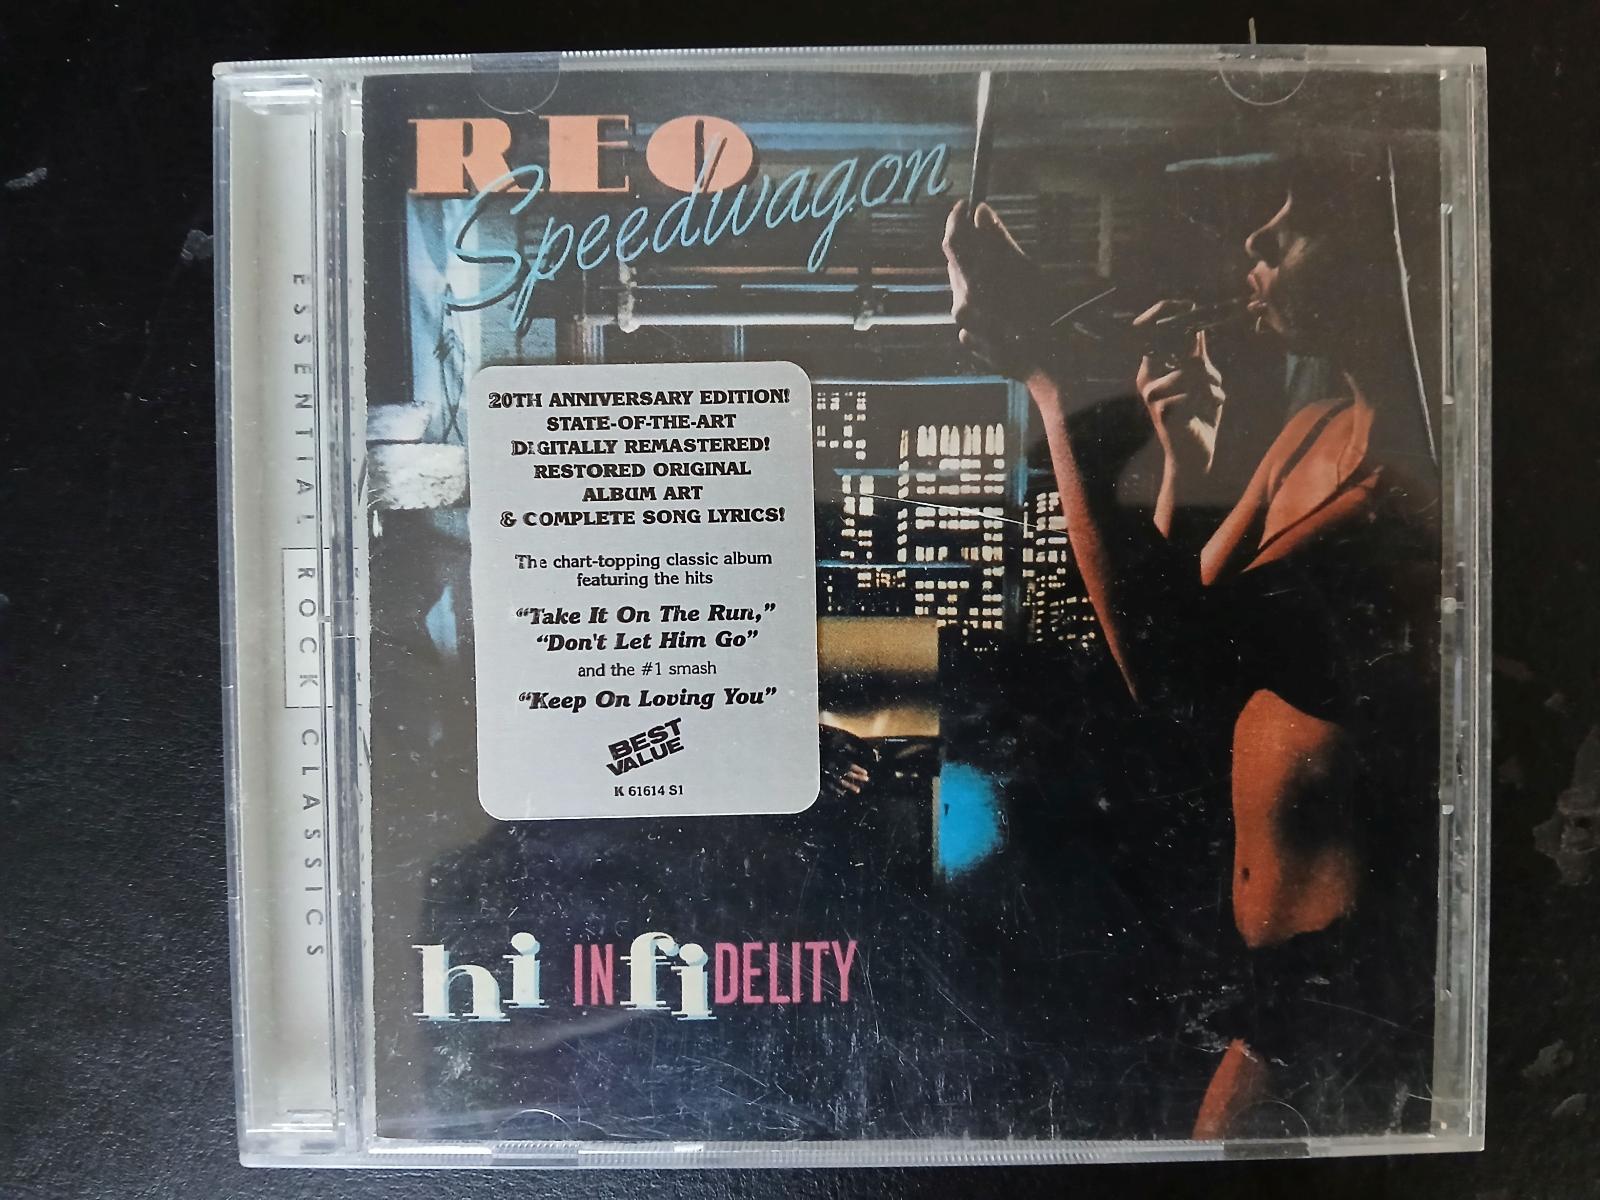 REO
Speedwagon
20TH ANNIVERSARY EDITION!
STATE-OF-THE-ART
DIGITALLY REMASTERED!
RESTORED ORIGINAL
ALBUM ART
& COMPLETE SONG LYRICS!
The chart-topping classic album
featuring the hits
“Take It On The Run,”
“Don't Let Him Go”
and the #1 smash
“Keep On Loving You”
BEST
VALUE
K 61614 S1
hi INfiDELITY
ESSENTIAL ROCK CLASSICS